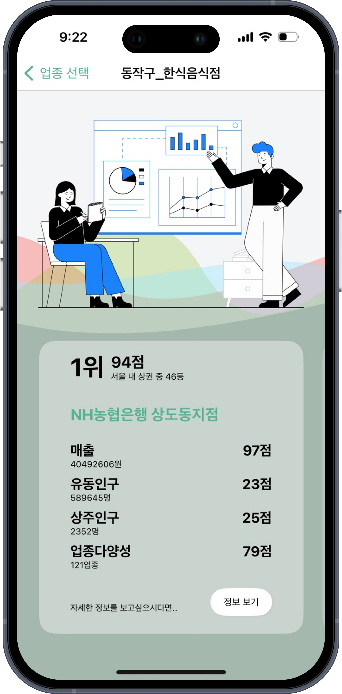 9:22
업종 선택
동작구_한식음식점
1위 94점
서울 내 상권 중 46등
NH농협은행 상도동지점
매출 97점
40492606원
유동인구 23점
589645명
상주인구 25점
2352명
업종다양성 79점
121업종
자세한 정보를 보고싶으시다면..
정보 보기